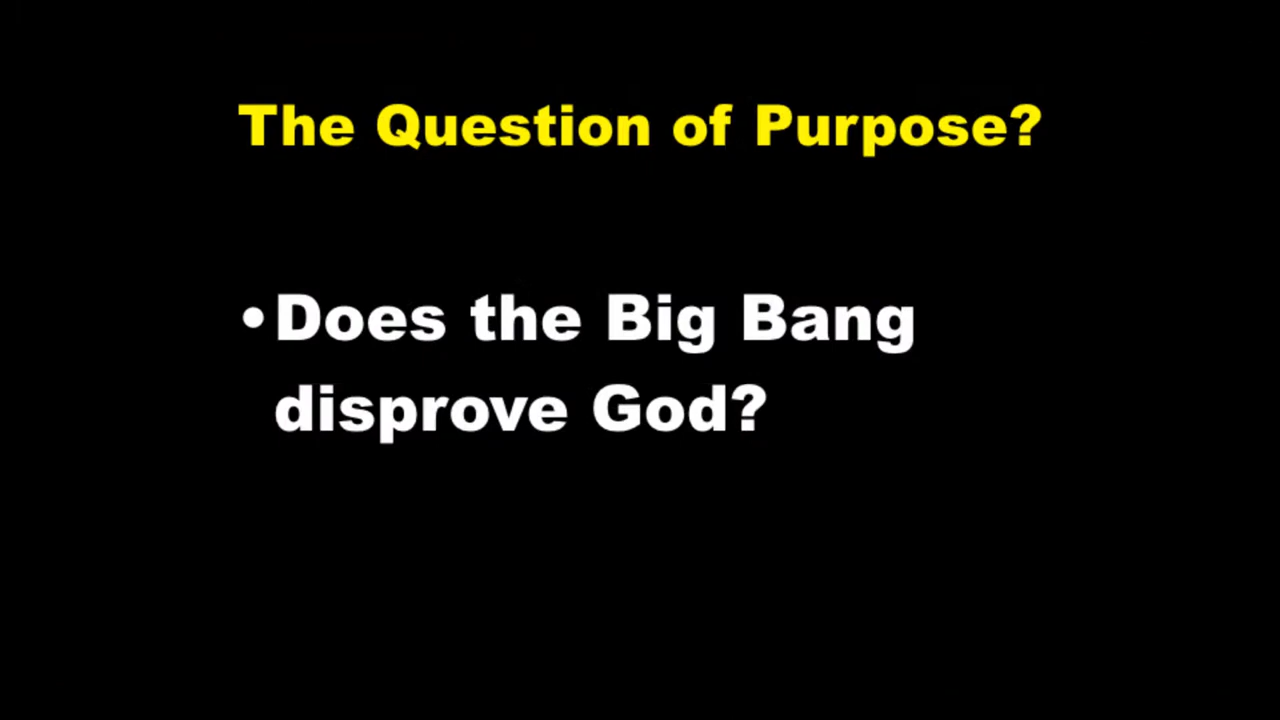 The Question of Purpose?
•Does the Big Bang
disprove God?